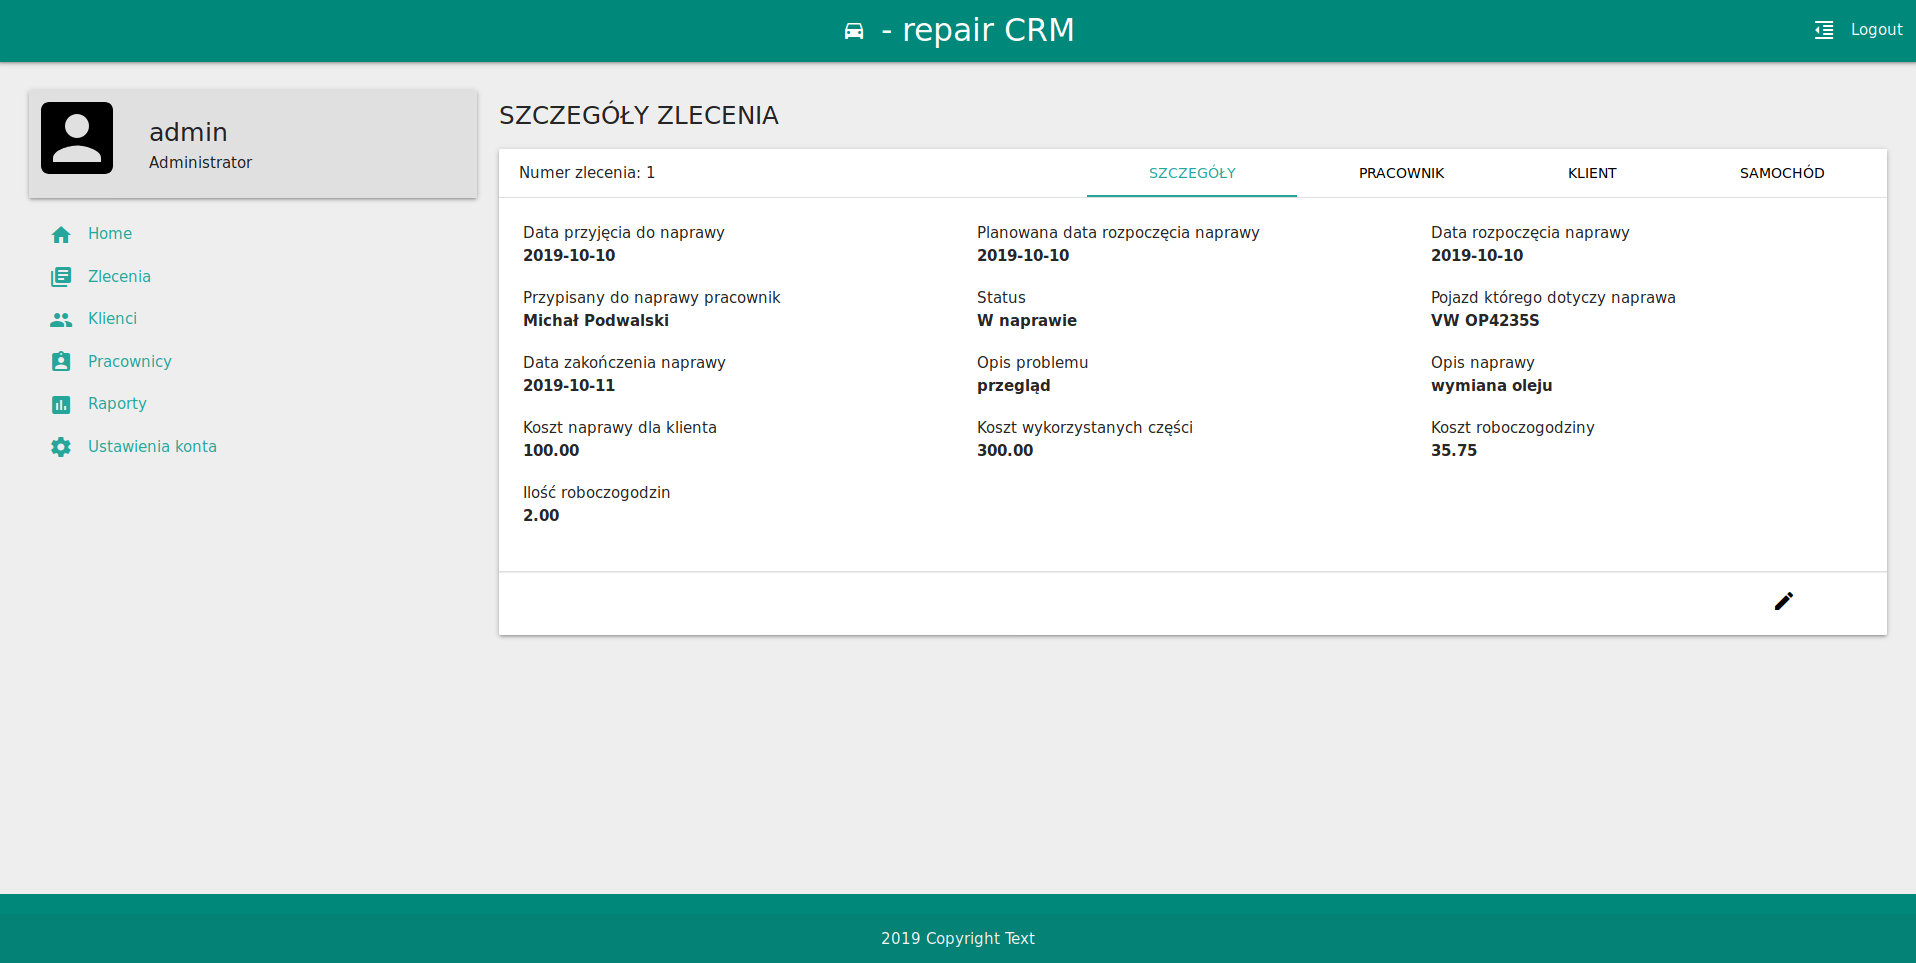 - repair CRM
Logout
admin
Administrator
Home
Zlecenia
Klienci
Pracownicy
Raporty
Ustawienia konta
SZCZEGÓŁY ZLECENIA
Numer zlecenia: 1
SZCZEGÓŁY
PRACOWNIK
KLIENT
SAMOCHÓD
Data przyjęcia do naprawy
2019-10-10
Planowana data rozpoczęcia naprawy
2019-10-10
Data rozpoczęcia naprawy
2019-10-10
Przypisany do naprawy pracownik
Michał Podwalski
Status
W naprawie
Pojazd którego dotyczy naprawa
VW OP4235S
Data zakończenia naprawy
2019-10-11
Opis problemu
przegląd
Opis naprawy
wymiana oleju
Koszt naprawy dla klienta
100.00
Koszt wykorzystanych części
300.00
Koszt roboczogodziny
35.75
Ilość roboczogodzin
2.00
2019 Copyright Text